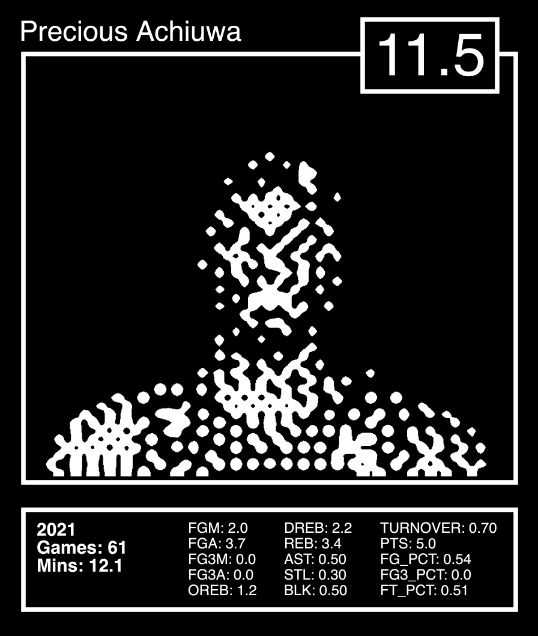 Precious Achiuwa
11.5
2021
Games: 61
Mins: 12.1
FGM: 2.0
FGA: 3.7
FG3M: 0.0
FG3A: 0.0
OREB: 1.2
DREB: 2.2
REB: 3.4
AST: 0.50
STL: 0.30
BLK: 0.50
TURNOVER: 0.70
PTS: 5.0
FG_PCT: 0.54
FG3_PCT: 0.0
FT_PCT: 0.51